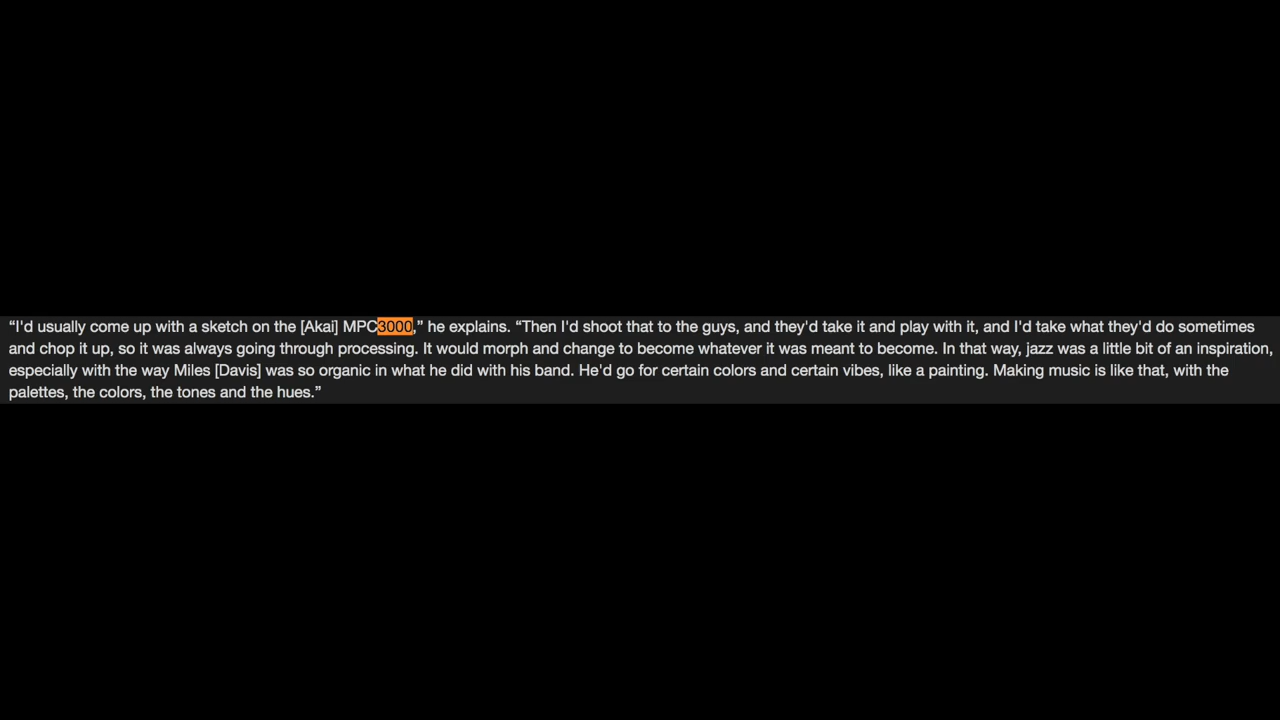 “I'd usually come up with a sketch on the [Akai] MPC3000,” he explains. “Then I'd shoot that to the guys, and they'd take it and play with it, and I'd take what they'd do sometimes
and chop it up, so it was always going through processing. It would morph and change to become whatever it was meant to become. In that way, jazz was a little bit of an inspiration,
especially with the way Miles [Davis] was so organic in what he did with his band. He'd go for certain colors and certain vibes, like a painting. Making music is like that, with the
palettes, the colors, the tones and the hues.”